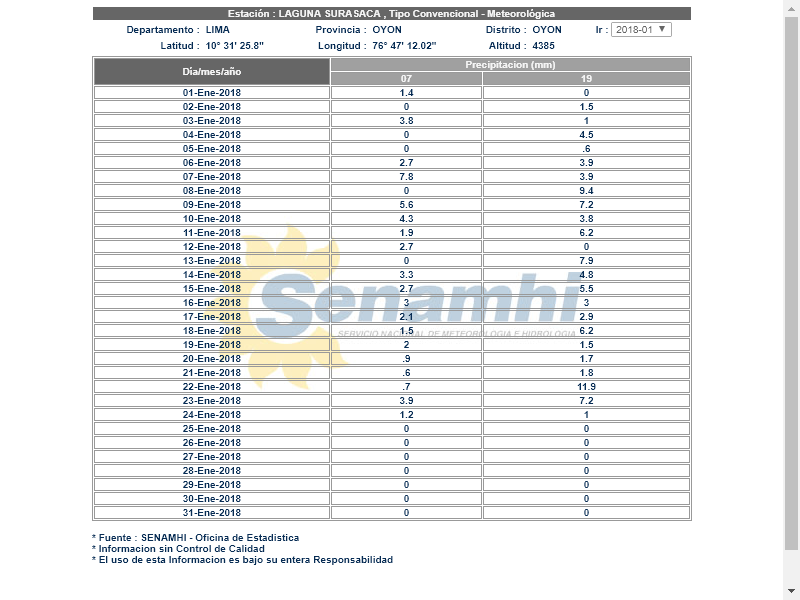 Estación : LAGUNA SURASACA , Tipo Convencional - Meteorológica
Departamento : LIMA Provincia : OYON Distrito : OYON Ir : 2018-01 ▼
Latitud : 10° 31' 25.8" Longitud : 76° 47' 12.02" Altitud : 4385
Dia/mes/año Precipitacion (mm)
07 19
01-Ene-2018 1.4 0
02-Ene-2018 0 1.5
03-Ene-2018 3.8 1
04-Ene-2018 0 4.5
05-Ene-2018 0 .6
06-Ene-2018 2.7 3.9
07-Ene-2018 7.8 3.9
08-Ene-2018 0 9.4
09-Ene-2018 5.6 7.2
10-Ene-2018 4.3 3.8
11-Ene-2018 1.9 6.2
12-Ene-2018 2.7 0
13-Ene-2018 0 7.9
14-Ene-2018 3.3 4.8
15-Ene-2018 2.7 5.5
16-Ene-2018 3 3
17-Ene-2018 2.1 2.9
18-Ene-2018 1.5 6.2
19-Ene-2018 2 1.5
20-Ene-2018 .9 1.7
21-Ene-2018 .6 1.8
22-Ene-2018 .7 11.9
23-Ene-2018 3.9 7.2
24-Ene-2018 1.2 1
25-Ene-2018 0 0
26-Ene-2018 0 0
27-Ene-2018 0 0
28-Ene-2018 0 0
29-Ene-2018 0 0
30-Ene-2018 0 0
31-Ene-2018 0 0
Senamhi
SERVICIO NACIONAL DE METEOROLOGIA E HIDROLOGIA
* Fuente : SENAMHI - Oficina de Estadistica
* Informacion sin Control de Calidad
* El uso de esta Informacion es bajo su entera Responsabilidad